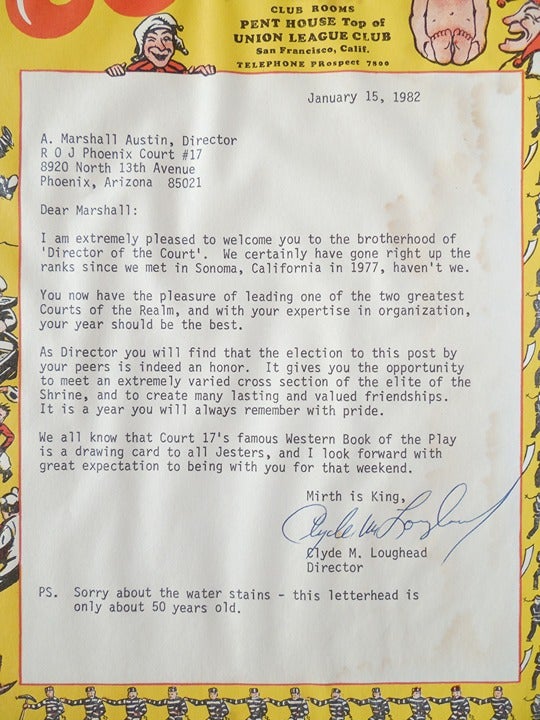 CLUB ROOMS
PENT HOUSE Top of
UNION LEAGUE CLUB
San Francisco, Calif.
TELEPHONE PRospect 7800
January 15, 1982
A. Marshall Austin, Director
R O J Phoenix Court #17
8920 North 13th Avenue
Phoenix, Arizona 85021
Dear Marshall:
I am extremely pleased to welcome you to the brotherhood of
'Director of the Court'. We certainly have gone right up the
ranks since we met in Sonoma, California in 1977, haven't we.
You now have the pleasure of leading one of the two greatest
Courts of the Realm, and with your expertise in organization,
your year should be the best.
As Director you will find that the election to this post by
your peers is indeed an honor. It gives you the opportunity
to meet an extremely varied cross section of the elite of the
Shrine, and to create many lasting and valued friendships.
It is a year you will always remember with pride.
We all know that Court 17's famous Western Book of the Play
is a drawing card to all Jesters, and I look forward with
great expectation to being with you for that weekend.
Mirth is King,
Clyde M Loughead
Clyde M. Loughead
Director
PS. Sorry about the water stains - this letterhead is
only about 50 years old.